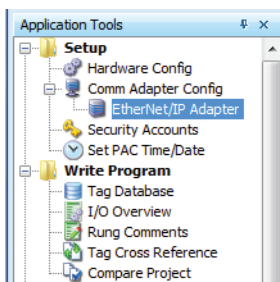 Application Tools
Setup
Hardware Config
Comm Adapter Config
EtherNet/IP Adapter
Security Accounts
Set PAC Time/Date
Write Program
Tag Database
I/O Overview
Rung Comments
Tag Cross Reference
Compare Project